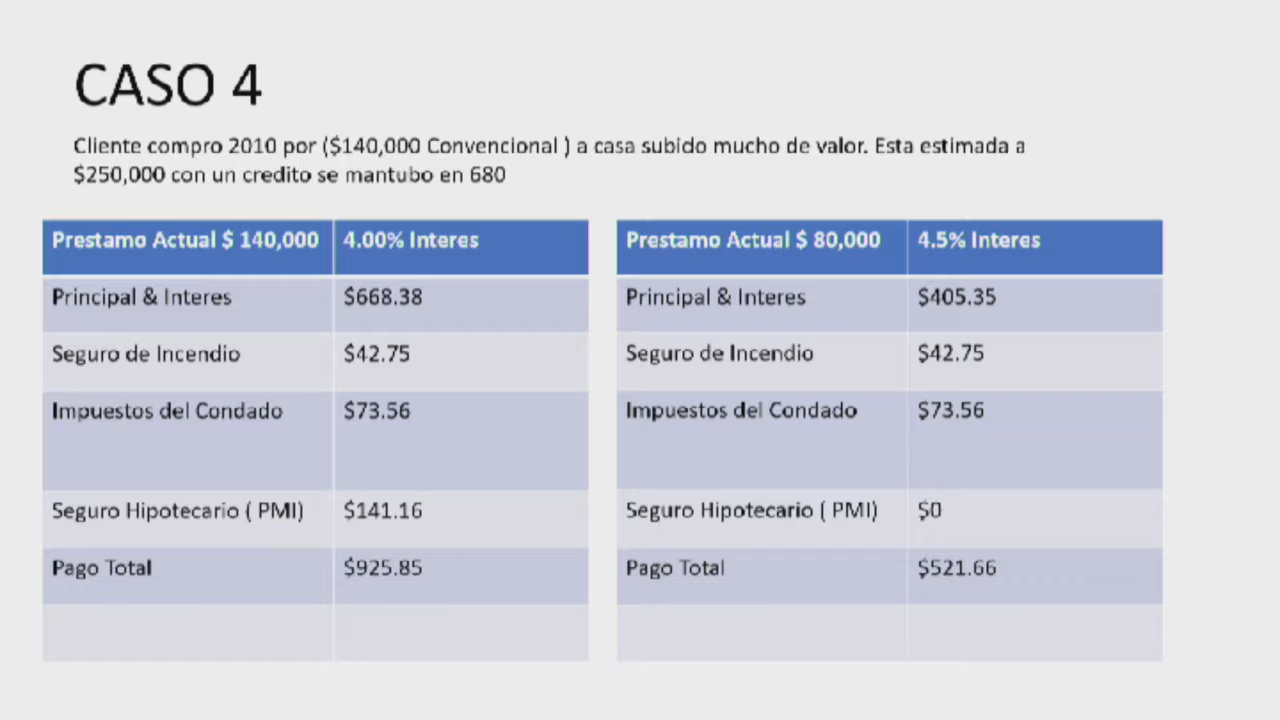 CASO 4
Cliente compro 2010 por ($140,000 Convencional ) a casa subido mucho de valor. Esta estimada a
$250,000 con un credito se mantubo en 680
Prestamo Actual $ 140,000 4.00% Interes
Principal & Interes $668.38
Seguro de Incendio $42.75
Impuestos del Condado $73.56
Seguro Hipotecario ( PMI) $141.16
Pago Total $925.85
Prestamo Actual $ 80,000 4.5% Interes
Principal & Interes $405.35
Seguro de Incendio $42.75
Impuestos del Condado $73.56
Seguro Hipotecario ( PMI) $0
Pago Total $521.66